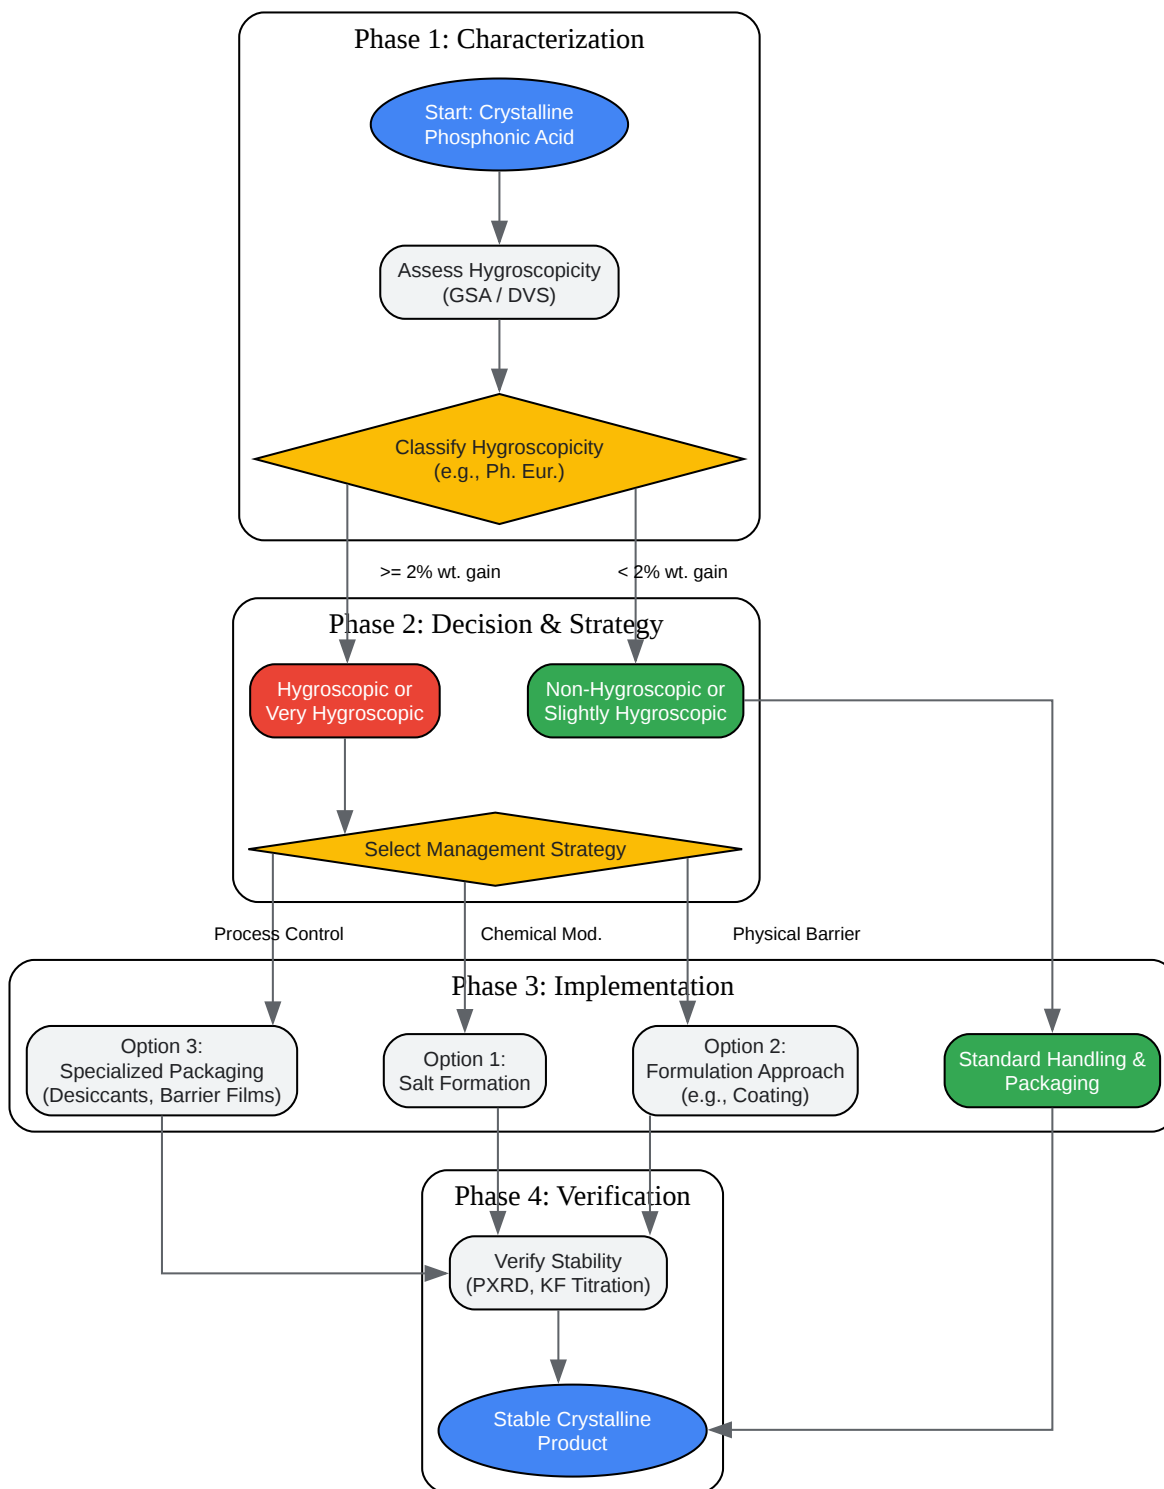 Phase 1: Characterization
Start: Crystalline
Phosphonic Acid
Assess Hygroscopicity
(GSA / DVS)
Classify Hygroscopicity
(e.g., Ph. Eur.)
>= 2% wt. gain
< 2% wt. gain
Phase 2: Decision & Strategy
Hygroscopic or
Very Hygroscopic
Non-Hygroscopic or
Slightly Hygroscopic
Select Management Strategy
Process Control
Chemical Mod.
Physical Barrier
Phase 3: Implementation
Option 3:
Specialized Packaging
(Desiccants, Barrier Films)
Option 1:
Salt Formation
Option 2:
Formulation Approach
(e.g., Coating)
Standard Handling &
Packaging
Phase 4: Verification
Verify Stability
(PXRD, KF Titration)
Stable Crystalline
Product